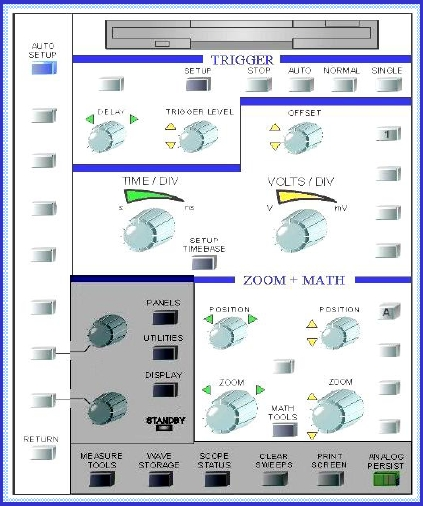 AUTO
SETUP
TRIGGER
SETUP
STOP
AUTO
NORMAL
SINGLE
DELAY
TRIGGER LEVEL
OFFSET
1
TIME / DIV
VOLTS / DIV
s
ns
V
mV
SETUP
TIMEBASE
ZOOM + MATH
PANELS
POSITION
POSITION
A
UTILITIES
DISPLAY
ZOOM
ZOOM
MATH
TOOLS
STANDBY
RETURN
MEASURE
TOOLS
WAVE
STORAGE
SCOPE
STATUS
CLEAR
SWEEPS
PRINT
SCREEN
ANALOG
PERSIST